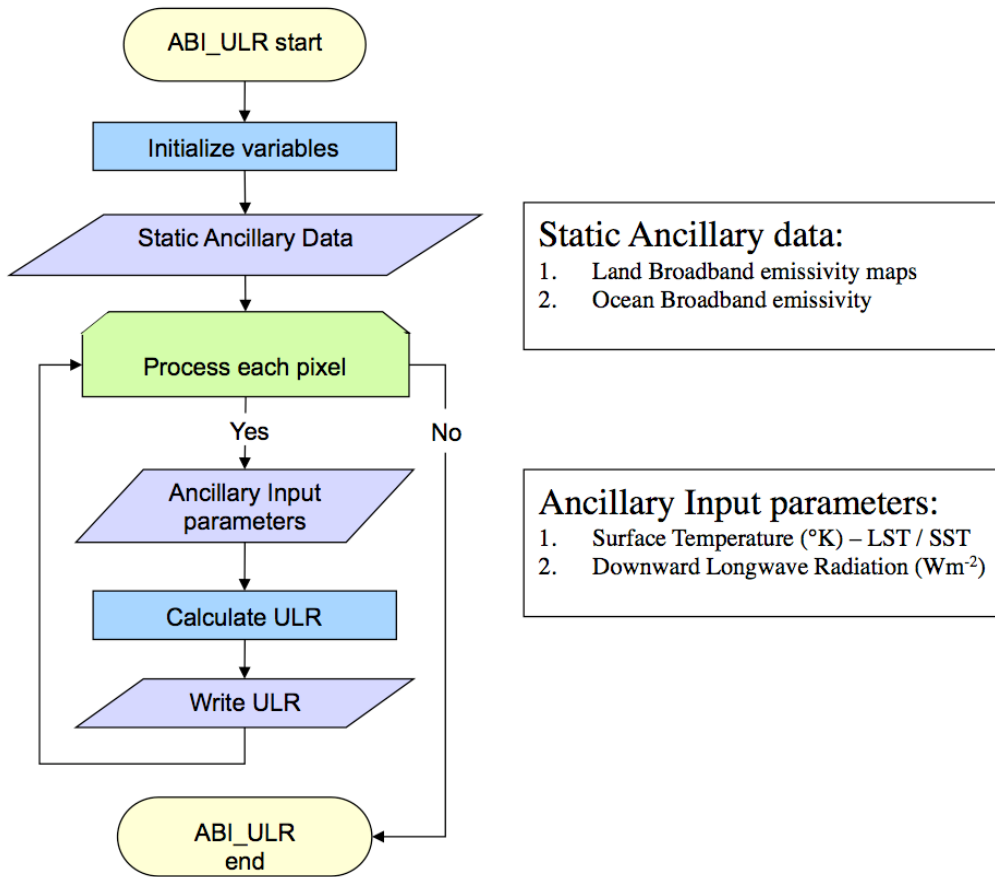 ABI_ULR start
Initialize variables
Static Ancillary Data
Process each pixel
Yes
No
Ancillary Input
parameters
Calculate ULR
Write ULR
ABI_ULR
end
Static Ancillary data:
1. Land Broadband emissivity maps
2. Ocean Broadband emissivity
Ancillary Input parameters:
1. Surface Temperature (°K) – LST / SST
2. Downward Longwave Radiation (Wm⁻²)